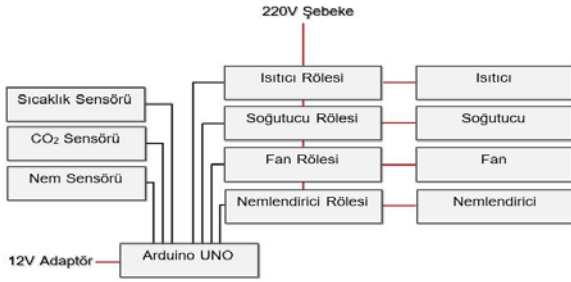 220V Şebeke
Isıtıcı Rölesi
Isıtıcı
Sıcaklık Sensörü
Soğutucu Rölesi
Soğutucu
CO₂ Sensörü
Fan Rölesi
Fan
Nem Sensörü
Nemlendirici Rölesi
Nemlendirici
12V Adaptör
Arduino UNO